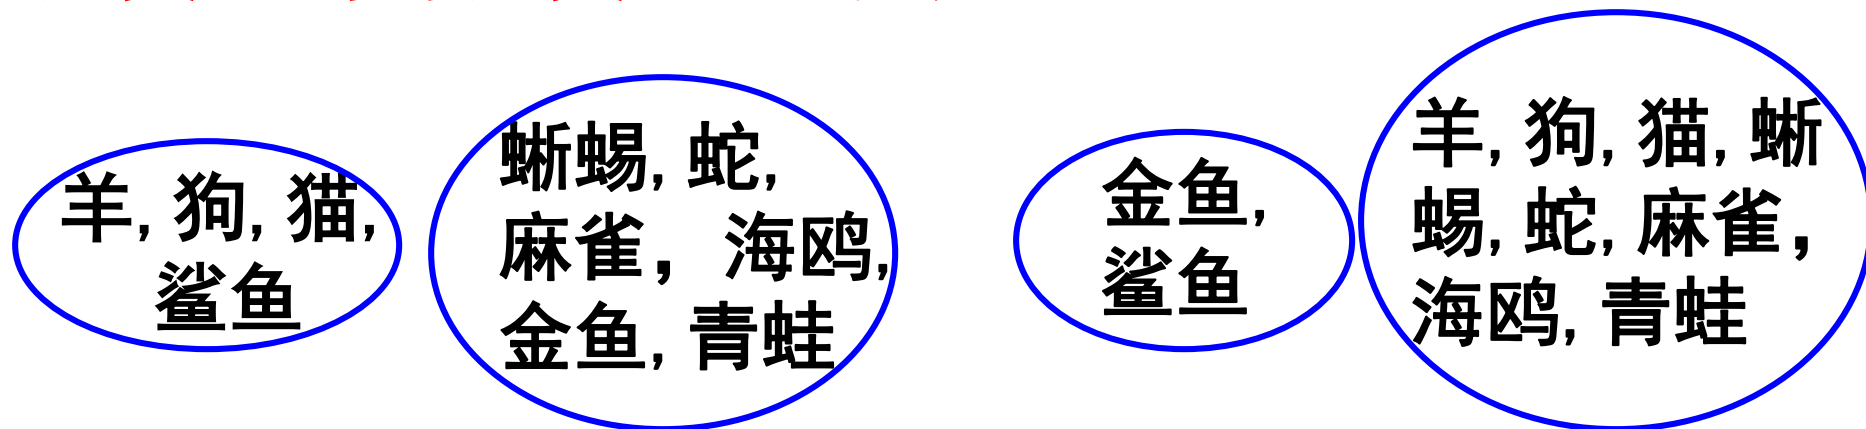 羊,狗,猫,
鲨鱼
蜥蜴,蛇,
麻雀，海鸥,
金鱼,青蛙
金鱼,
鲨鱼
羊,狗,猫,蜥
蜴,蛇,麻雀，
海鸥,青蛙